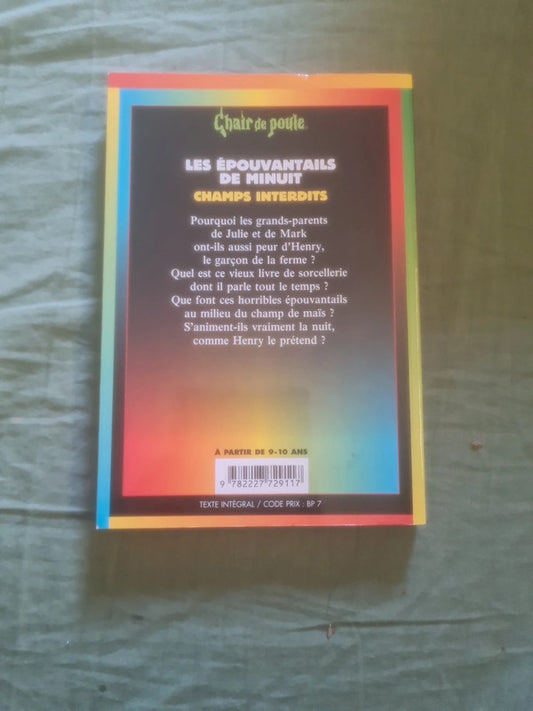 Chair de poule®
LES ÉPOUVANTAILS
DE MINUIT
CHAMPS INTERDITS
Pourquoi les grands-parents
de Julie et de Mark
ont-ils aussi peur d'Henry,
le garçon de la ferme ?
Quel est ce vieux livre de sorcellerie
dont il parle tout le temps ?
Que font ces horribles épouvantails
au milieu du champ de maïs ?
S'animent-ils vraiment la nuit,
comme Henry le prétend ?
À PARTIR DE 9-10 ANS
9 782227 729117
TEXTE INTÉGRAL / CODE PRIX : BP 7